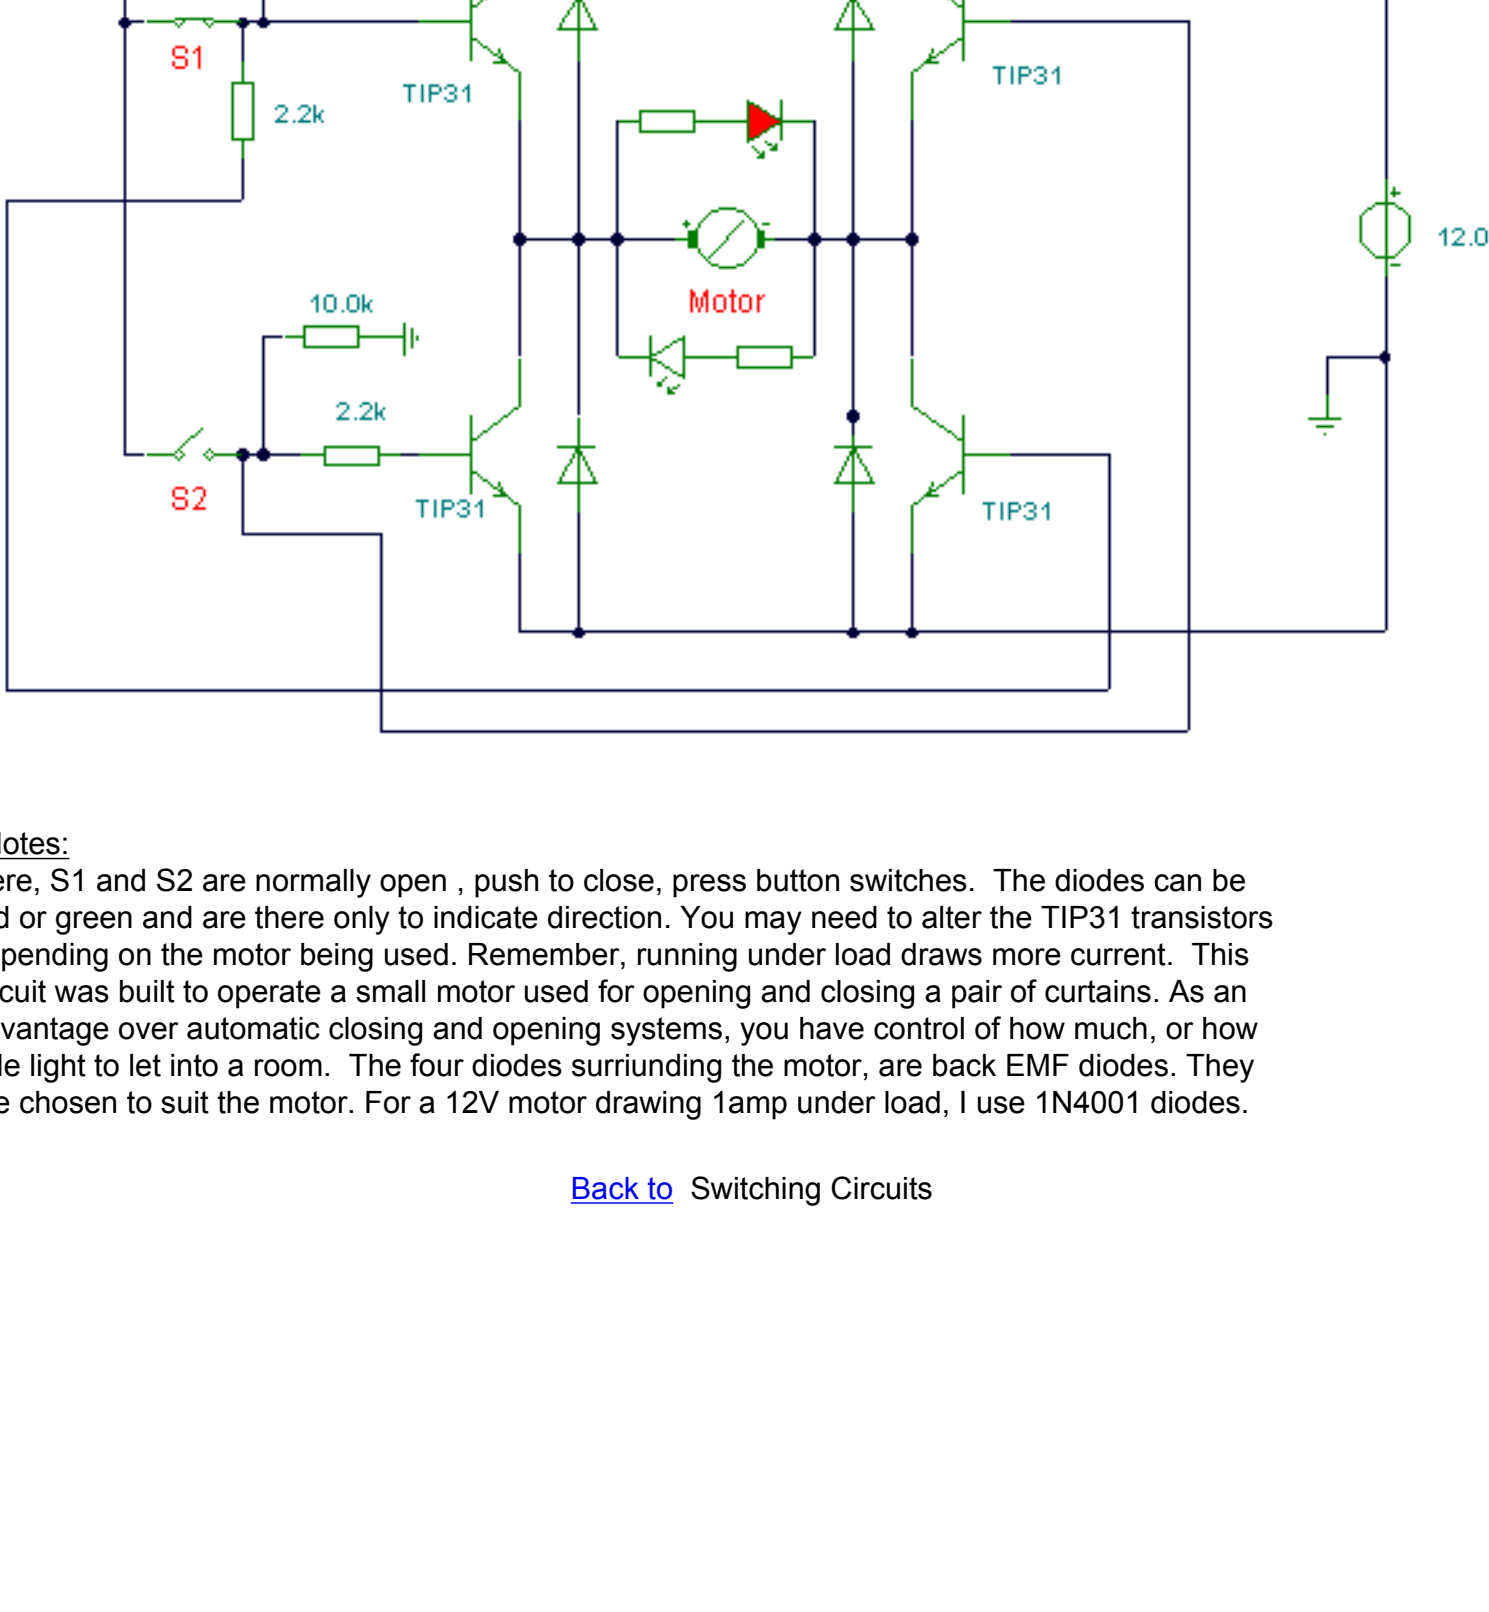 S1
TIP31
TIP31
2.2k
12.0
Motor
10.0k
2.2k
S2
TIP31
TIP31
lotes:
ere, S1 and S2 are normally open , push to close, press button switches.  The diodes can be
d or green and are there only to indicate direction. You may need to alter the TIP31 transistors
pending on the motor being used. Remember, running under load draws more current.  This
cuit was built to operate a small motor used for opening and closing a pair of curtains. As an
vantage over automatic closing and opening systems, you have control of how much, or how
le light to let into a room.  The four diodes surriunding the motor, are back EMF diodes. They
e chosen to suit the motor. For a 12V motor drawing 1amp under load, I use 1N4001 diodes.
Back to  Switching Circuits